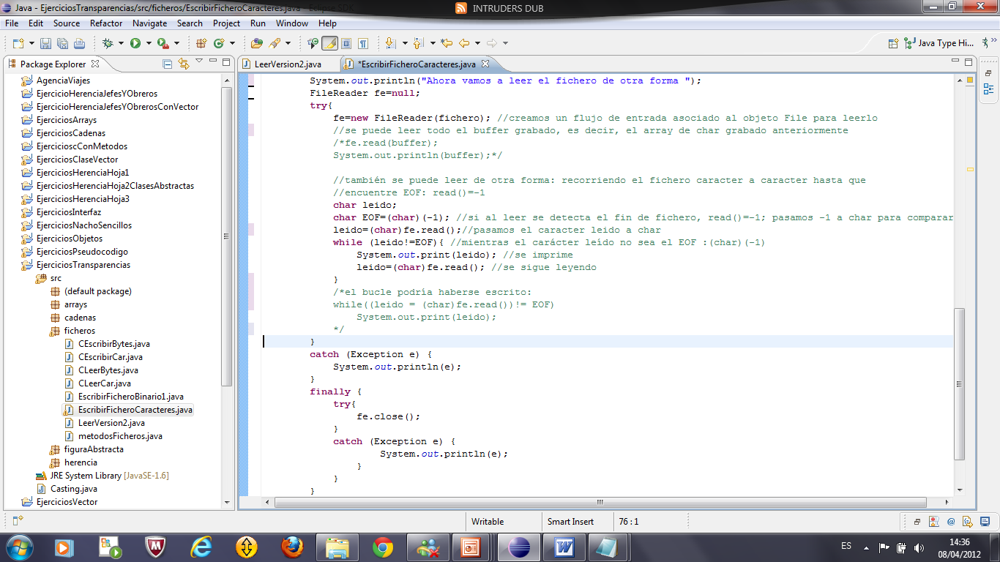 Java - EjerciciosTransparencias/src/ficheros/EscribirFicheroCaracteres.java - Eclipse SDK
INTRUDERS DUB
File Edit Source Refactor Navigate Search Project Run Window Help
Java Type Hi...
Package Explorer
AgenciaViajes
EjercicioHerenciaJefesYObreros
EjercicioHerenciaJefesYObrerosConVector
EjerciciosArrays
EjerciciosCadenas
EjercicioscConMetodos
EjerciciosClaseVector
EjerciciosHerenciaHoja1
EjerciciosHerenciaHoja2ClasesAbstractas
EjerciciosHerenciaHoja3
EjerciciosInterfaz
EjerciciosNachoSencillos
EjerciciosObjetos
EjerciciosPseudocodigo
EjerciciosTransparencias
src
(default package)
arrays
cadenas
ficheros
CEscribirBytes.java
CEscribirCar.java
CLeerBytes.java
CLeerCar.java
EscribirFicheroBinario1.java
EscribirFicheroCaracteres.java
LeerVersion2.java
metodosFicheros.java
figuraAbstracta
herencia
JRE System Library [JavaSE-1.6]
Casting.java
EjerciciosVector
LeerVersion2.java *EscribirFicheroCaracteres.java
System.out.println("Ahora vamos a leer el fichero de otra forma ");
FileReader fe=null;
try{
fe=new FileReader(fichero); //creamos un flujo de entrada asociado al objeto File para leerlo
//se puede leer todo el buffer grabado, es decir, el array de char grabado anteriormente
/*fe.read(buffer);
System.out.println(buffer);*/
//también se puede leer de otra forma: recorriendo el fichero caracter a caracter hasta que
//encuentre EOF: read()=-1
char leido;
char EOF=(char)(-1); //si al leer se detecta el fin de fichero, read()=-1; pasamos -1 a char para comparar
leido=(char)fe.read();//pasamos el caracter leido a char
while (leido!=EOF){ //mientras el carácter leído no sea el EOF :(char)(-1)
System.out.print(leido); //se imprime
leido=(char)fe.read(); //se sigue leyendo
}
/*el bucle podría haberse escrito:
while((leido = (char)fe.read())!= EOF)
System.out.print(leido);
*/
}
catch (Exception e) {
System.out.println(e);
}
finally {
try{
fe.close();
}
catch (Exception e) {
System.out.println(e);
}
}
}
Writable Smart Insert 76 : 1
ES
14:36
08/04/2012